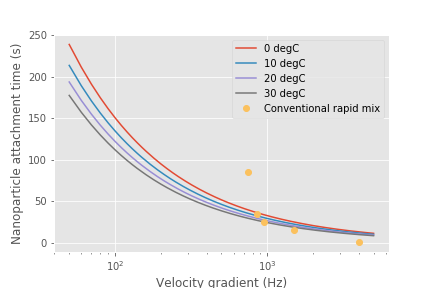 250
200
150
100
50
0
Nanoparticle attachment time (s)
0 degC
10 degC
20 degC
30 degC
Conventional rapid mix
10²
10³
Velocity gradient (Hz)